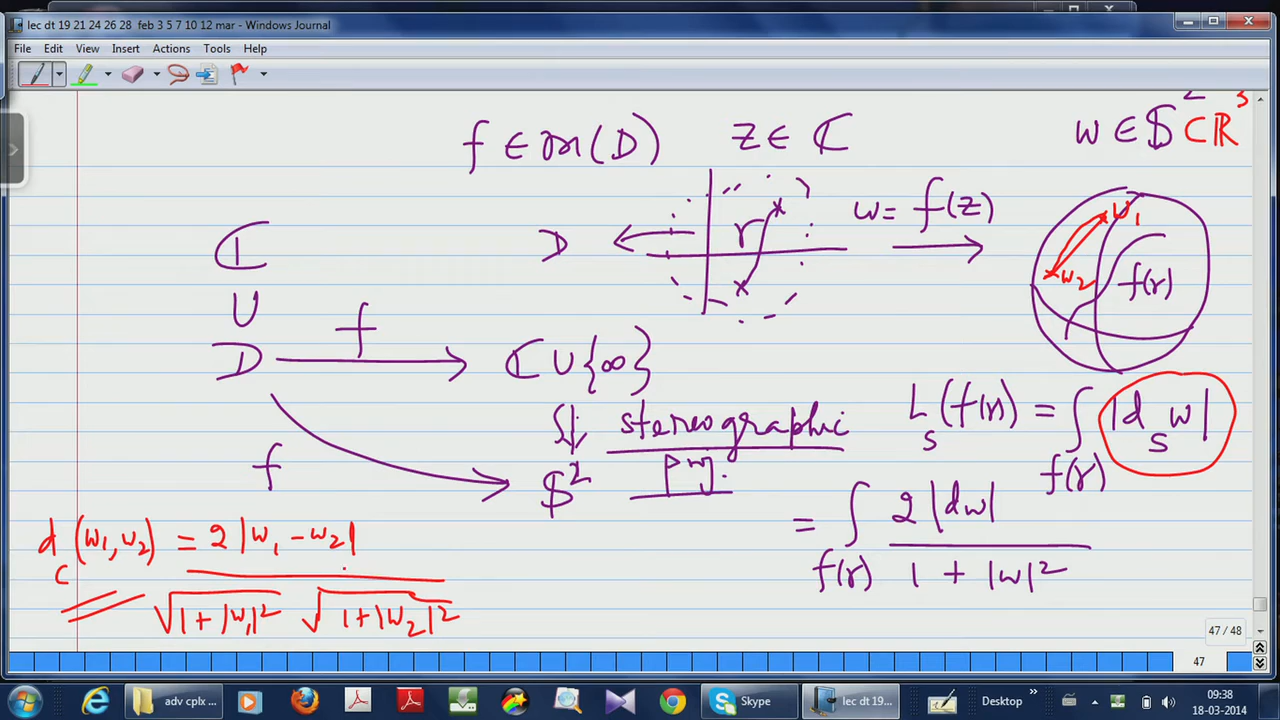 lec dt 19 21 24 26 28 feb 3 5 7 10 12 mar - Windows Journal
File Edit View Insert Actions Tools Help
f ∈ m(D) z ∈ ℂ w ∈ 𝕊² ⊂ ℝ³
D γ w = f(z) w₁ w₂ f(γ)
ℂ
∪
D f ℂ ∪ {∞}
f
stereographic
proj.
𝕊²
L_S(f(γ)) = ∫_{f(γ)} |d_S w|
= ∫_{f(γ)} 2|dw| / (1 + |w|²)
d_C(w₁, w₂) = 2|w₁ - w₂| / (√(1+|w₁|²) √(1+|w₂|²))
47 / 48
47
adv cplx ... Skype lec dt 19... Desktop
09:38
18-03-2014